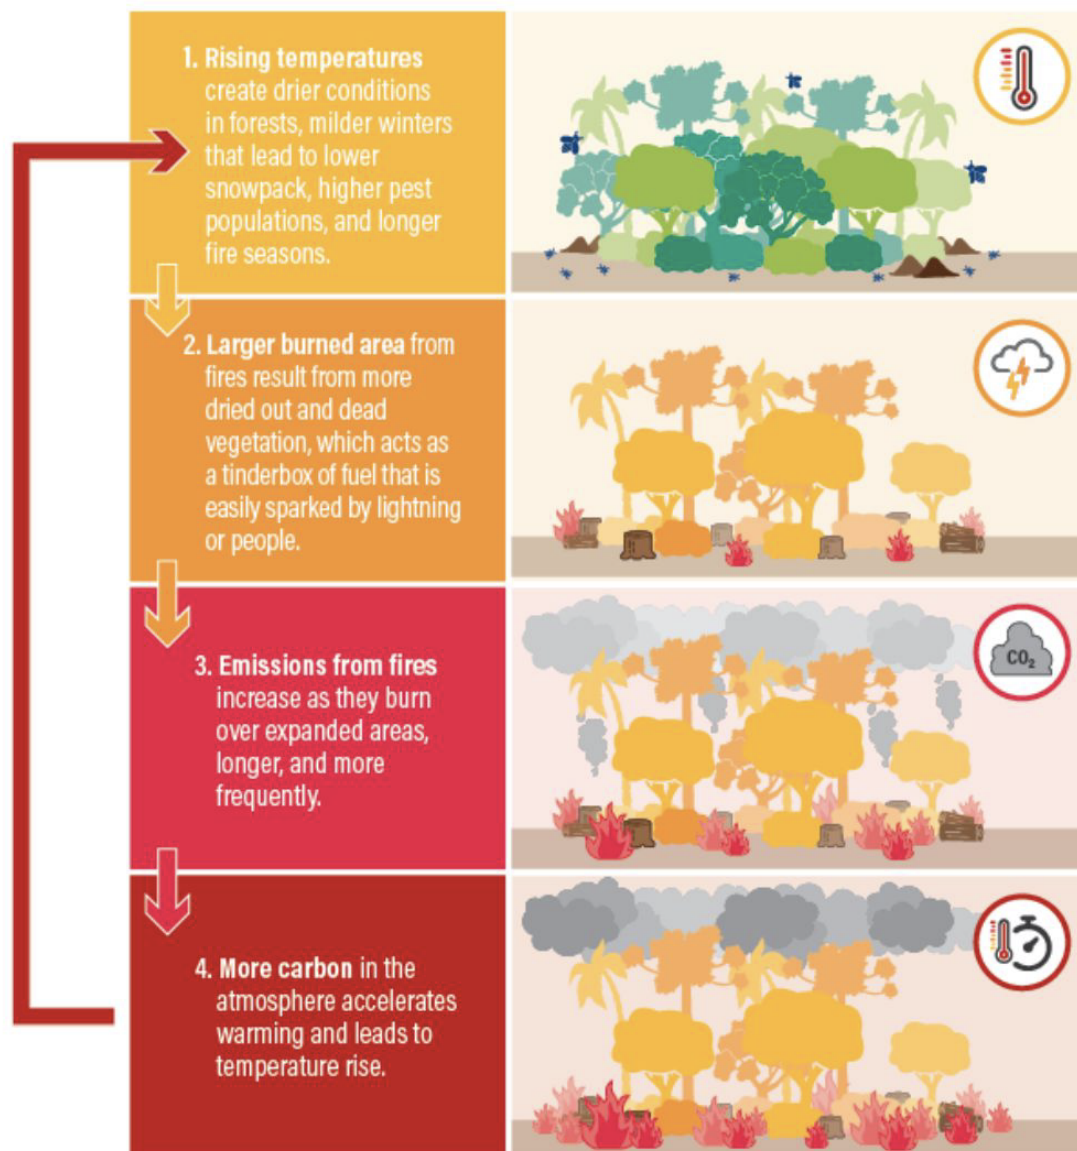 1. Rising temperatures
create drier conditions
in forests, milder winters
that lead to lower
snowpack, higher pest
populations, and longer
fire seasons.
2. Larger burned area from
fires result from more
dried out and dead
vegetation, which acts as
a tinderbox of fuel that is
easily sparked by lightning
or people.
3. Emissions from fires
increase as they burn
over expanded areas,
longer, and more
frequently.
CO₂
4. More carbon in the
atmosphere accelerates
warming and leads to
temperature rise.